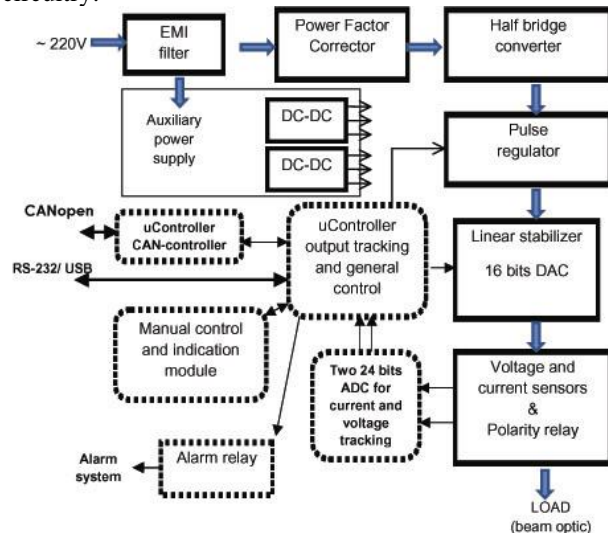 circuitry.
~ 220V
EMI
filter
Power Factor
Corrector
Half bridge
converter
Auxiliary
power
supply
DC-DC
DC-DC
Pulse
regulator
CANopen
uController
CAN-controller
RS-232/ USB
uController
output tracking
and general
control
Linear stabilizer
16 bits DAC
Manual control
and indication
module
Two 24 bits
ADC for
current and
voltage
tracking
Voltage and
current sensors
&
Polarity relay
Alarm
system
Alarm relay
LOAD
(beam optic)